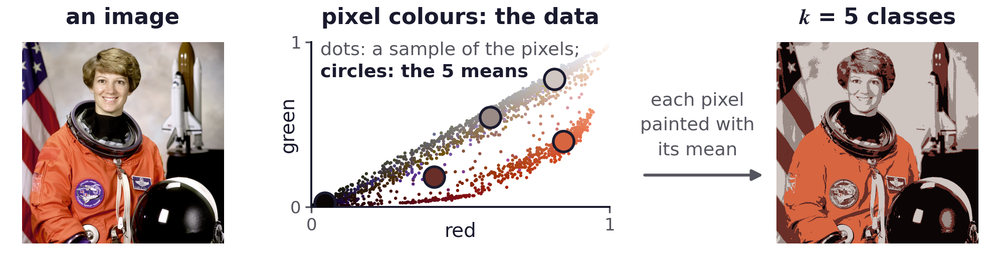 an image
pixel colours: the data
k = 5 classes
1
dots: a sample of the pixels;
circles: the 5 means
green
0
0
1
red
each pixel
painted with
its mean